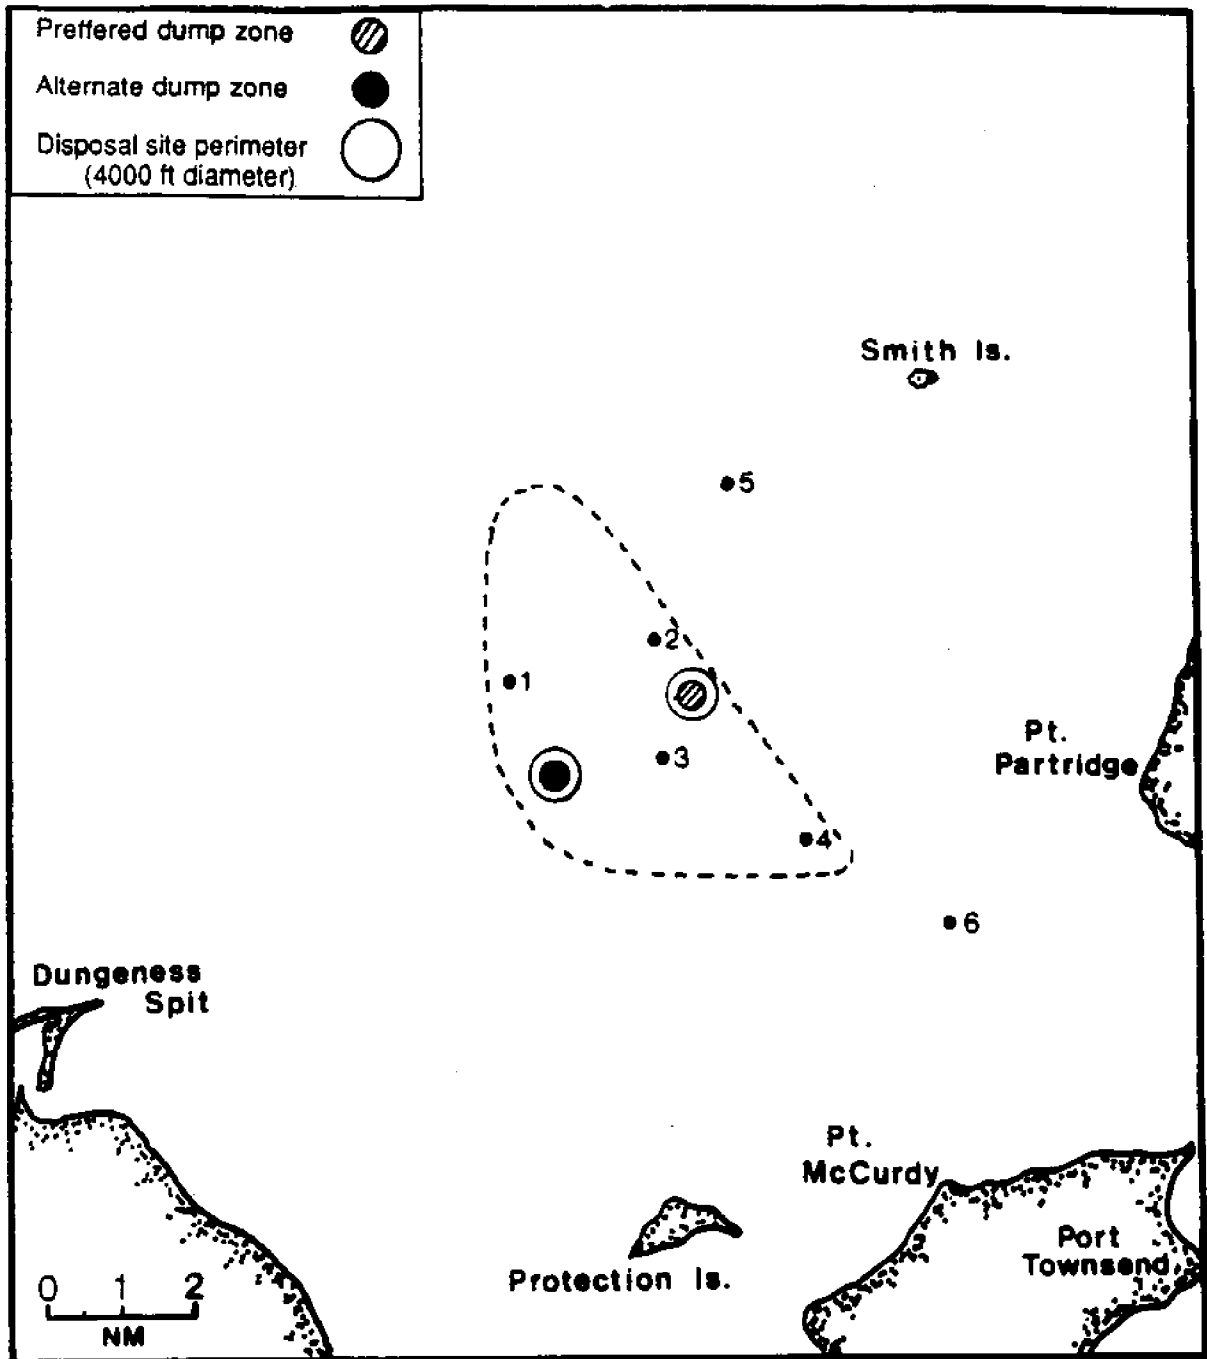 Preffered dump zone
Alternate dump zone
Disposal site perimeter
(4000 ft diameter)
Smith Is.
5
2
1
3
Pt.
Partridge
4
6
Dungeness
Spit
Pt.
McCurdy
Port
Townsend
Protection Is.
0 1 2
NM